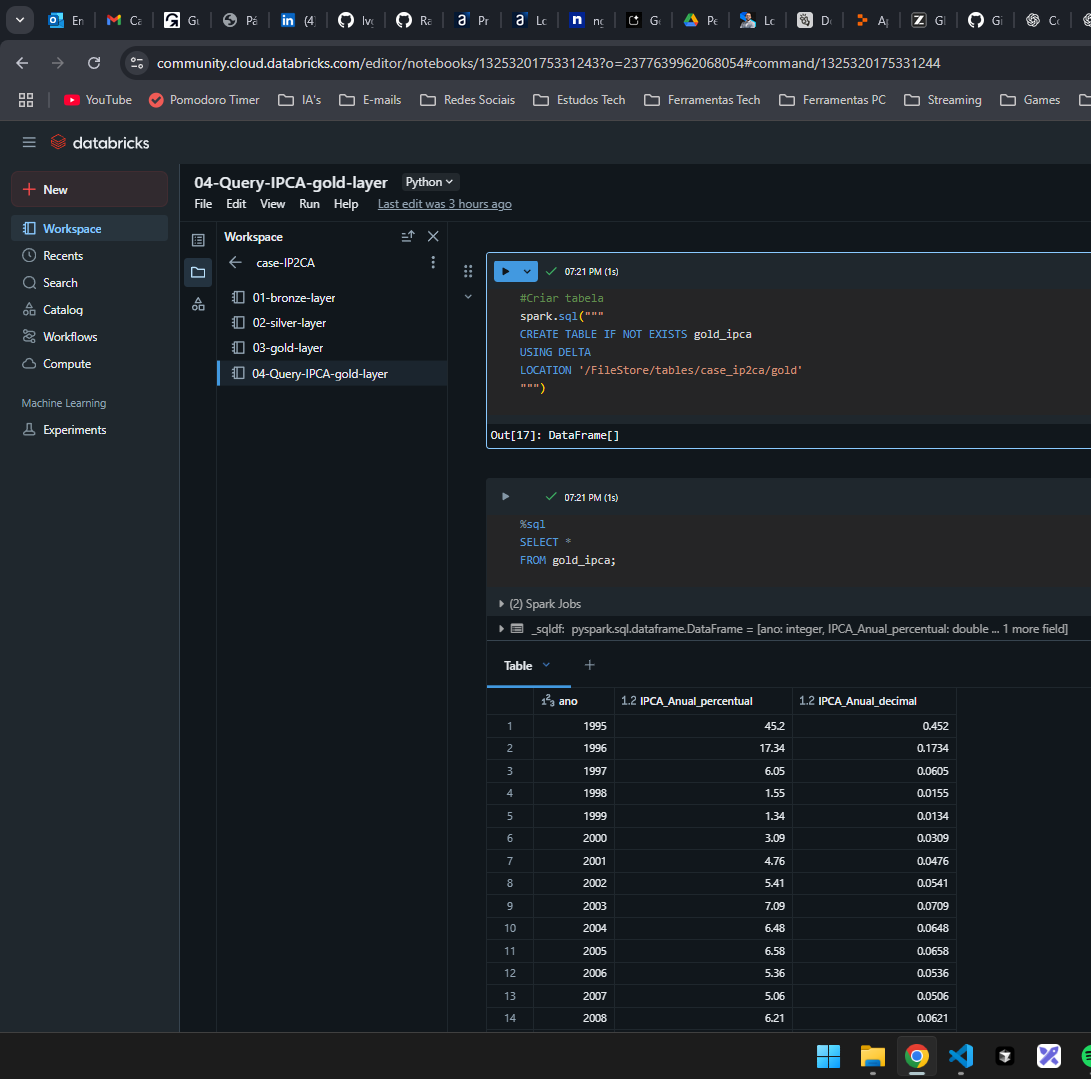 En
Ca
Gu
Pá
(4)
Ra
Pr
Lo
Ge
Pe
Lo
Gl
Gi
community.cloud.databricks.com/editor/notebooks/1325320175331243?o=2377639962068054#command/1325320175331244
YouTube
Pomodoro Timer
IA's
E-mails
Redes Sociais
Estudos Tech
Ferramentas Tech
Ferramentas PC
Streaming
Games
databricks
New
Workspace
Recents
Search
Catalog
Workflows
Compute
Machine Learning
Experiments
04-Query-IPCA-gold-layer Python
File Edit View Run Help Last edit was 3 hours ago
Workspace
case-IP2CA
01-bronze-layer
02-silver-layer
03-gold-layer
04-Query-IPCA-gold-layer
07:21 PM (1s)
#Criar tabela
spark.sql("""
CREATE TABLE IF NOT EXISTS gold_ipca
USING DELTA
LOCATION '/FileStore/tables/case_ip2ca/gold'
""")
Out[17]: DataFrame[]
07:21 PM (1s)
%sql
SELECT *
FROM gold_ipca;
(2) Spark Jobs
_sqldf: pyspark.sql.dataframe.DataFrame = [ano: integer, IPCA_Anual_percentual: double ... 1 more field]
Table +
123 ano 1.2 IPCA_Anual_percentual 1.2 IPCA_Anual_decimal
1 1995 45.2 0.452
2 1996 17.34 0.1734
3 1997 6.05 0.0605
4 1998 1.55 0.0155
5 1999 1.34 0.0134
6 2000 3.09 0.0309
7 2001 4.76 0.0476
8 2002 5.41 0.0541
9 2003 7.09 0.0709
10 2004 6.48 0.0648
11 2005 6.58 0.0658
12 2006 5.36 0.0536
13 2007 5.06 0.0506
14 2008 6.21 0.0621